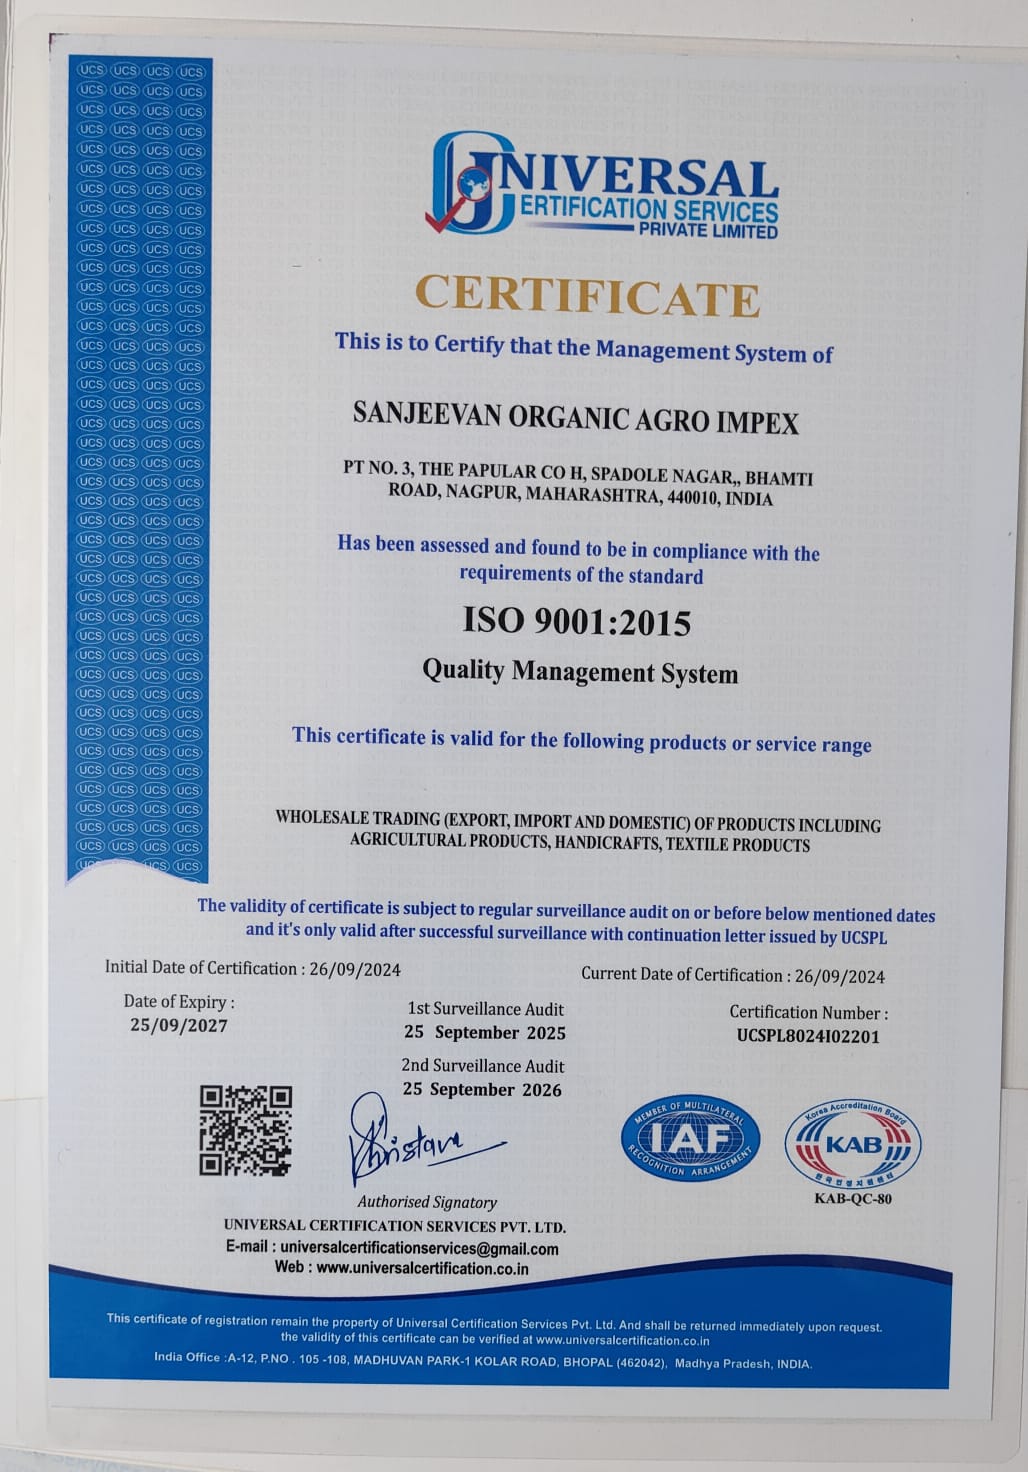 UNIVERSAL
CERTIFICATION SERVICES
PRIVATE LIMITED
CERTIFICATE
This is to Certify that the Management System of
SANJEEVAN ORGANIC AGRO IMPEX
PT NO. 3, THE PAPULAR CO H, SPADOLE NAGAR,, BHAMTI
ROAD, NAGPUR, MAHARASHTRA, 440010, INDIA
Has been assessed and found to be in compliance with the
requirements of the standard
ISO 9001:2015
Quality Management System
This certificate is valid for the following products or service range
WHOLESALE TRADING (EXPORT, IMPORT AND DOMESTIC) OF PRODUCTS INCLUDING
AGRICULTURAL PRODUCTS, HANDICRAFTS, TEXTILE PRODUCTS
The validity of certificate is subject to regular surveillance audit on or before below mentioned dates
and it's only valid after successful surveillance with continuation letter issued by UCSPL
Initial Date of Certification : 26/09/2024
Current Date of Certification : 26/09/2024
Date of Expiry :
25/09/2027
1st Surveillance Audit
25 September 2025
Certification Number :
UCSPL8024I02201
2nd Surveillance Audit
25 September 2026
MEMBER OF MULTILATERAL
IAF
RECOGNITION ARRANGEMENT
Korea Accreditation Board
KAB
KAB-QC-80
Authorised Signatory
UNIVERSAL CERTIFICATION SERVICES PVT. LTD.
E-mail : universalcertificationservices@gmail.com
Web : www.universalcertification.co.in
This certificate of registration remain the property of Universal Certification Services Pvt. Ltd. And shall be returned immediately upon request.
the validity of this certificate can be verified at www.universalcertification.co.in
India Office :A-12, P.NO . 105 -108, MADHUVAN PARK-1 KOLAR ROAD, BHOPAL (462042), Madhya Pradesh, INDIA.